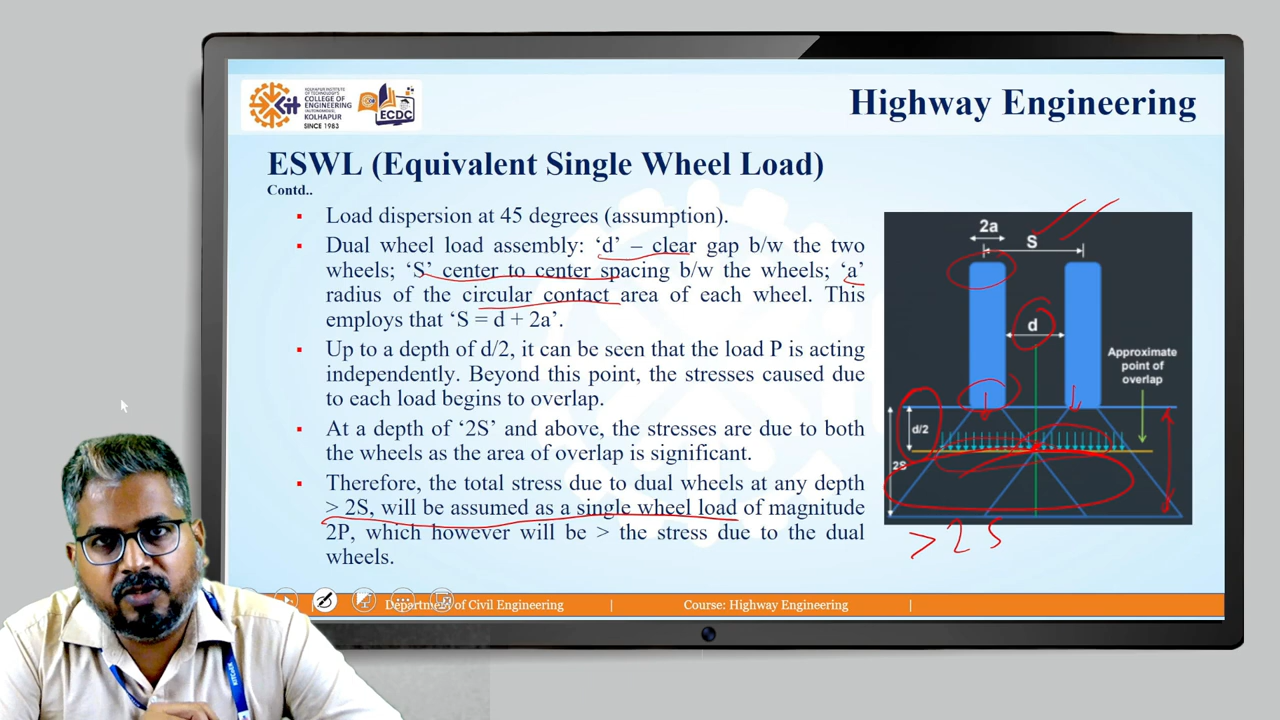 KOLHAPUR INSTITUTE
OF TECHNOLOGY'S
COLLEGE OF
ENGINEERING
(AUTONOMOUS),
KOLHAPUR
SINCE 1983
KIT
ECDC
Highway Engineering
ESWL (Equivalent Single Wheel Load)
Contd..
▪ Load dispersion at 45 degrees (assumption).
▪ Dual wheel load assembly: ‘d’ – clear gap b/w the two
wheels; ‘S’ center to center spacing b/w the wheels; ‘a’
radius of the circular contact area of each wheel. This
employs that ‘S = d + 2a’.
▪ Up to a depth of d/2, it can be seen that the load P is acting
independently. Beyond this point, the stresses caused due
to each load begins to overlap.
▪ At a depth of ‘2S’ and above, the stresses are due to both
the wheels as the area of overlap is significant.
▪ Therefore, the total stress due to dual wheels at any depth
> 2S, will be assumed as a single wheel load of magnitude
2P, which however will be > the stress due to the dual
wheels.
2a
S
d
Approximate
point of
overlap
d/2
2S
> 2 S
Department of Civil Engineering | Course: Highway Engineering |